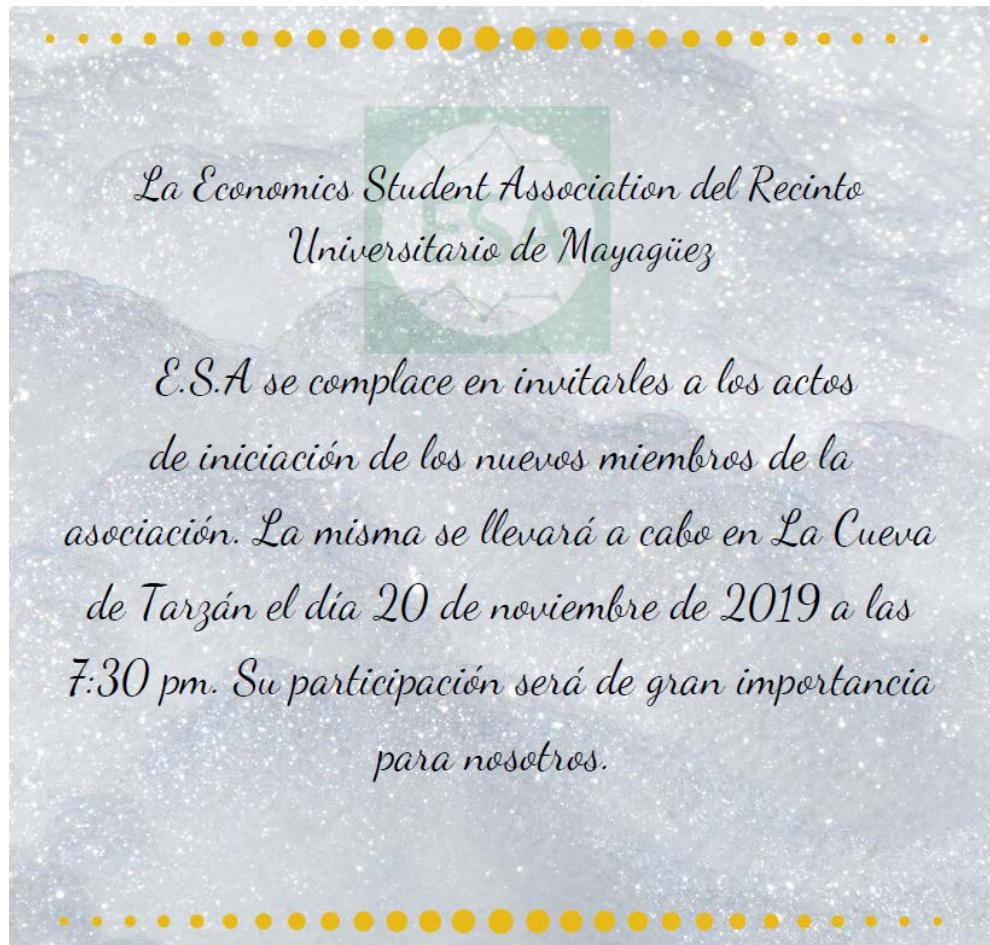 La Economics Student Association del Recinto
Universitario de Mayagüez
ESA
E.S.A se complace en invitarles a los actos
de iniciación de los nuevos miembros de la
asociación. La misma se llevará a cabo en La Cueva
de Tarzán el día 20 de noviembre de 2019 a las
7:30 pm. Su participación será de gran importancia
para nosotros.